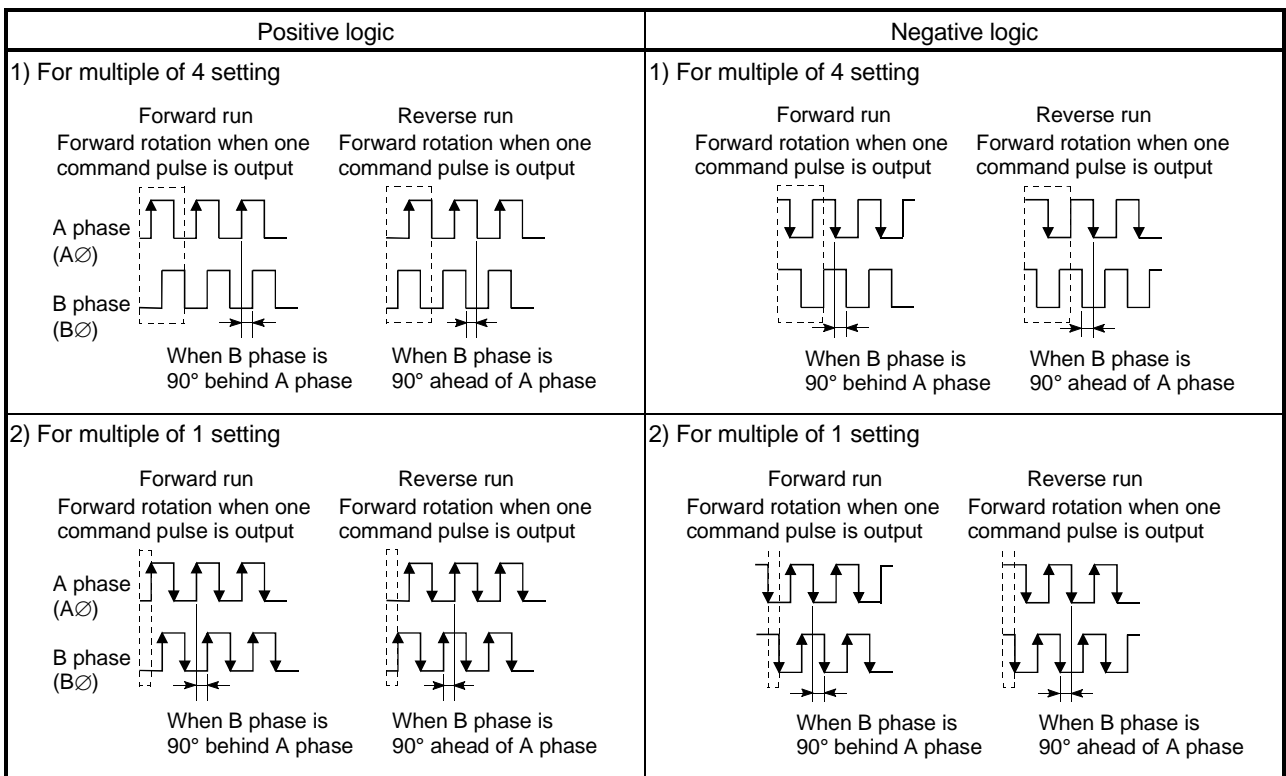 Positive logic
Negative logic
1) For multiple of 4 setting
Forward run
Forward rotation when one
command pulse is output
Reverse run
Forward rotation when one
command pulse is output
A phase
(A∅)
B phase
(B∅)
When B phase is
90° behind A phase
When B phase is
90° ahead of A phase
1) For multiple of 4 setting
Forward run
Forward rotation when one
command pulse is output
Reverse run
Forward rotation when one
command pulse is output
When B phase is
90° behind A phase
When B phase is
90° ahead of A phase
2) For multiple of 1 setting
Forward run
Forward rotation when one
command pulse is output
Reverse run
Forward rotation when one
command pulse is output
A phase
(A∅)
B phase
(B∅)
When B phase is
90° behind A phase
When B phase is
90° ahead of A phase
2) For multiple of 1 setting
Forward run
Forward rotation when one
command pulse is output
Reverse run
Forward rotation when one
command pulse is output
When B phase is
90° behind A phase
When B phase is
90° ahead of A phase